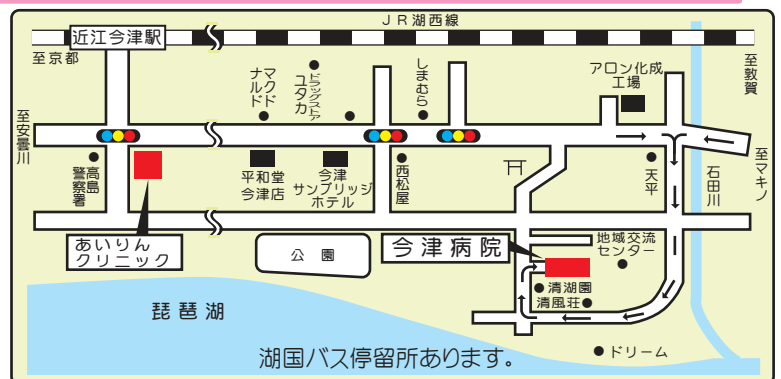 JR湖西線
近江今津駅
至京都
至敦賀
マクド
ナルド
ドラッグストア
ユタカ
しまむら
アロン化成
工場
至安曇川
至マキノ
高島
警察署
平和堂
今津店
今津
サンブリッジ
ホテル
西松屋
天平
石田川
あいりん
クリニック
公園
今津病院
地域交流
センター
清湖園
清風荘
琵琶湖
湖国バス停留所あります。
ドリーム